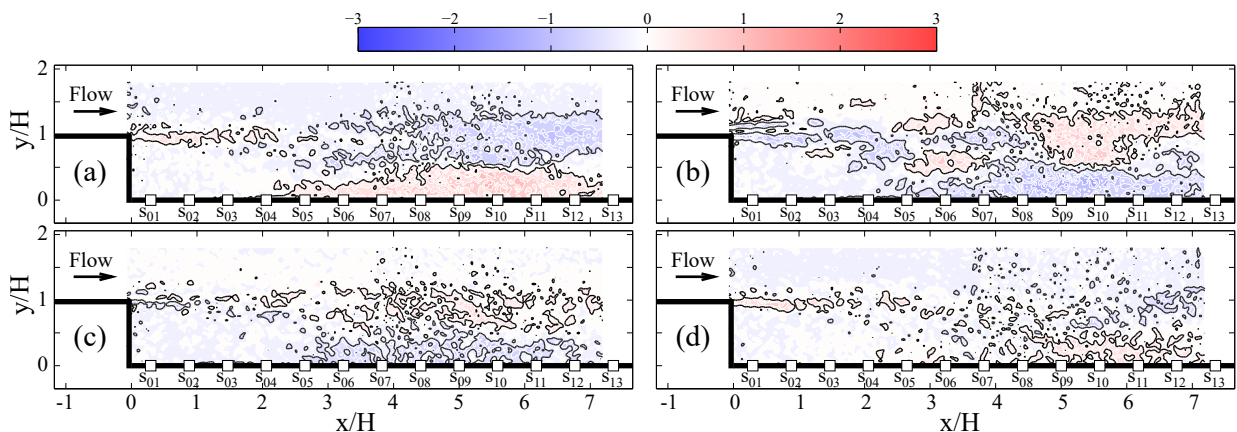 −3 −2 −1 0 1 2 3
2 Flow Flow
y/H 1
0 (a) (b)
S01 S02 S03 S04 S05 S06 S07 S08 S09 S10 S11 S12 S13 S01 S02 S03 S04 S05 S06 S07 S08 S09 S10 S11 S12 S13
2 Flow Flow
y/H 1
0 (c) (d)
S01 S02 S03 S04 S05 S06 S07 S08 S09 S10 S11 S12 S13 S01 S02 S03 S04 S05 S06 S07 S08 S09 S10 S11 S12 S13
-1 0 1 2 3 4 5 6 7 -1 0 1 2 3 4 5 6 7
x/H x/H